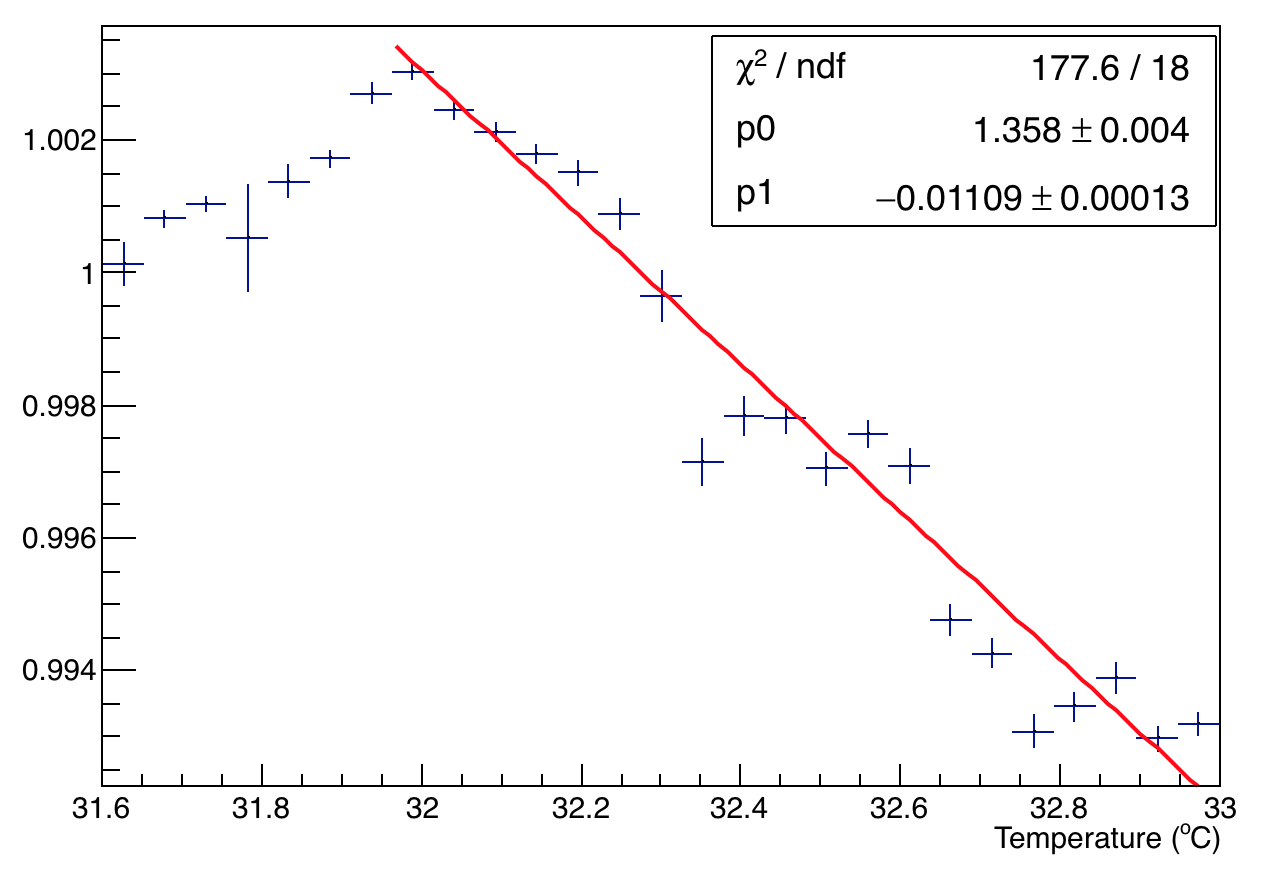 χ² / ndf 177.6 / 18
p0 1.358 ± 0.004
p1 −0.01109 ± 0.00013
1.002
1
0.998
0.996
0.994
31.6 31.8 32 32.2 32.4 32.6 32.8 33
Temperature (°C)